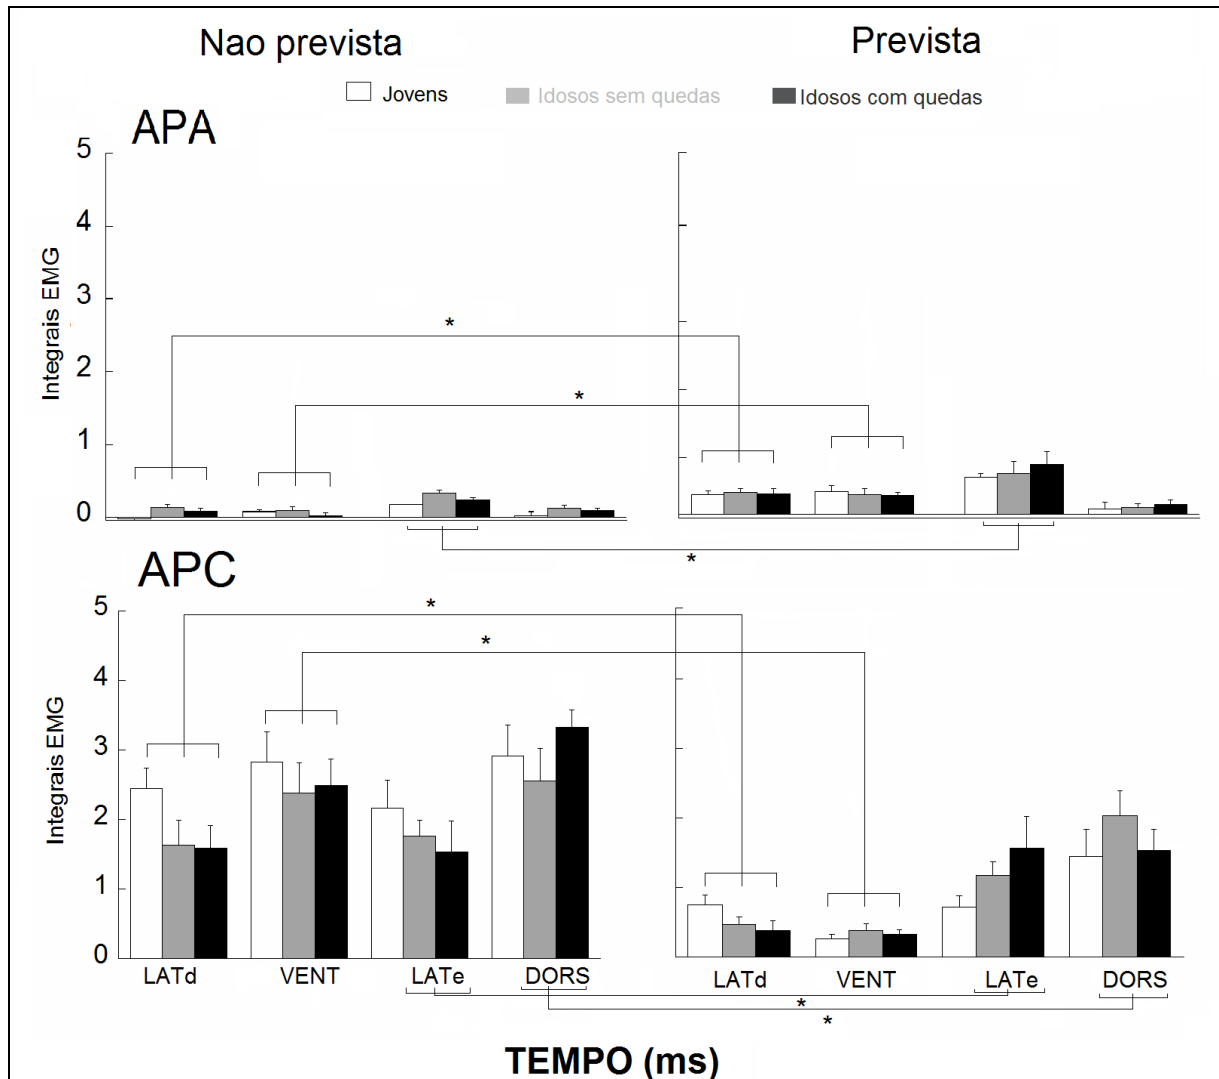 Nao prevista
Prevista
Jovens
Idosos sem quedas
Idosos com quedas
APA
5
4
3
2
1
0
Integrais EMG
*
*
*
APC
5
4
3
2
1
0
Integrais EMG
*
*
LATd
VENT
LATe
DORS
LATd
VENT
LATe
DORS
*
*
TEMPO (ms)